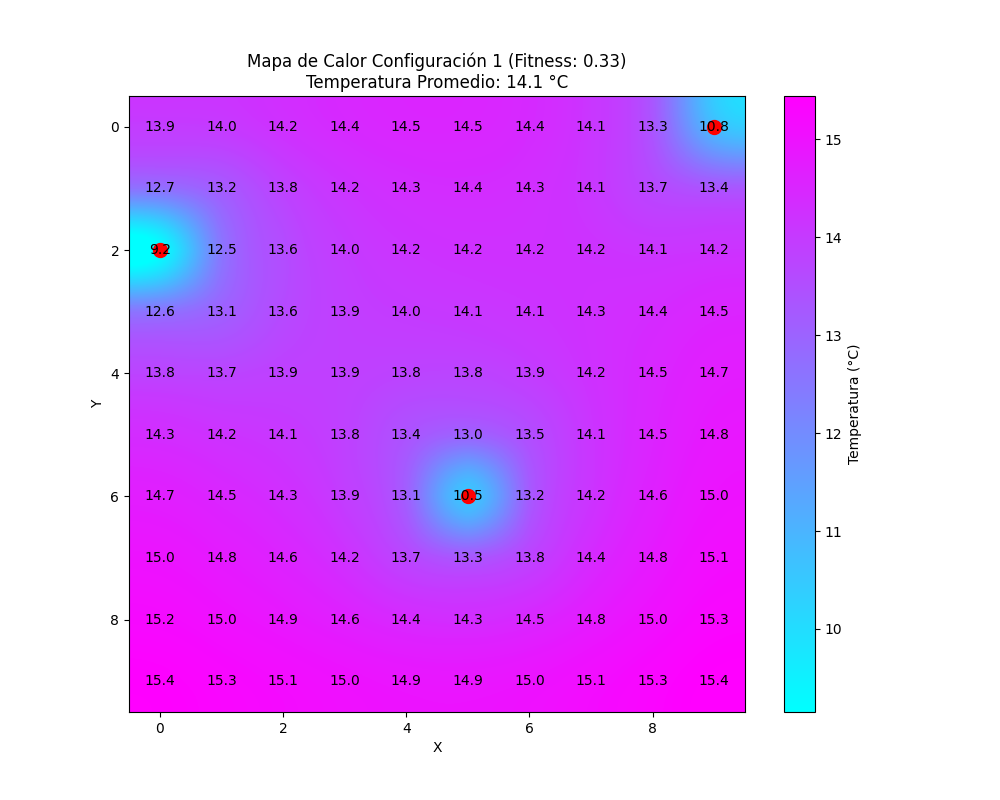 Mapa de Calor Configuración 1 (Fitness: 0.33)
Temperatura Promedio: 14.1 °C
0 13.9 14.0 14.2 14.4 14.5 14.5 14.4 14.1 13.3 10.8
12.7 13.2 13.8 14.2 14.3 14.4 14.3 14.1 13.7 13.4
2 9.2 12.5 13.6 14.0 14.2 14.2 14.2 14.2 14.1 14.2
12.6 13.1 13.6 13.9 14.0 14.1 14.1 14.3 14.4 14.5
4 13.8 13.7 13.9 13.9 13.8 13.8 13.9 14.2 14.5 14.7
14.3 14.2 14.1 13.8 13.4 13.0 13.5 14.1 14.5 14.8
6 14.7 14.5 14.3 13.9 13.1 10.5 13.2 14.2 14.6 15.0
15.0 14.8 14.6 14.2 13.7 13.3 13.8 14.4 14.8 15.1
8 15.2 15.0 14.9 14.6 14.4 14.3 14.5 14.8 15.0 15.3
15.4 15.3 15.1 15.0 14.9 14.9 15.0 15.1 15.3 15.4
0 2 4 6 8
X
Y
15
14
13
12
11
10
Temperatura (°C)